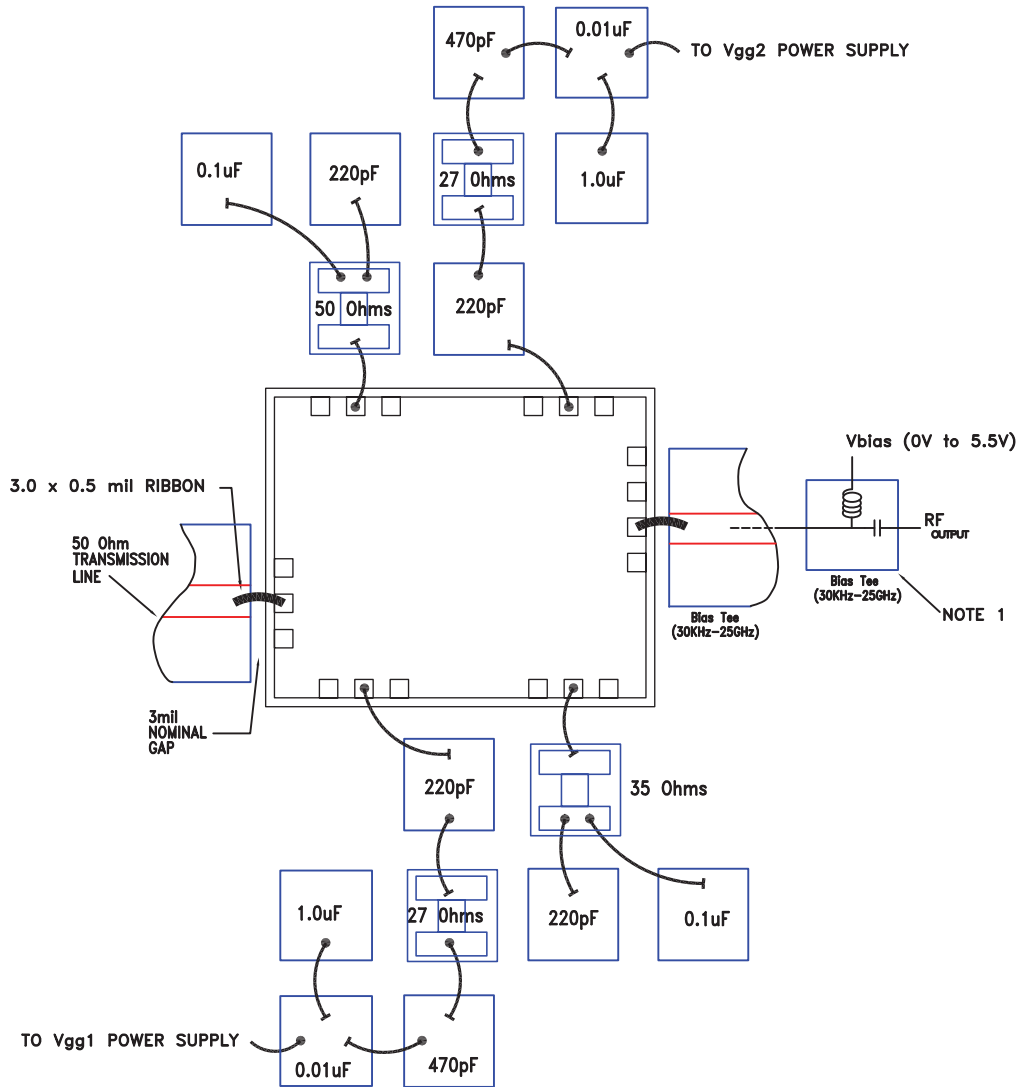 470pF
0.01uF
TO Vgg2 POWER SUPPLY
0.1uF
220pF
27 Ohms
1.0uF
50 Ohms
220pF
Vbias (0V to 5.5V)
3.0 x 0.5 mil RIBBON
50 Ohm
TRANSMISSION
LINE
RF
OUTPUT
Bias Tee
(30KHz-25GHz)
NOTE 1
Bias Tee
(30KHz-25GHz)
3mil
NOMINAL
GAP
220pF
35 Ohms
1.0uF
27 Ohms
220pF
0.1uF
TO Vgg1 POWER SUPPLY
0.01uF
470pF